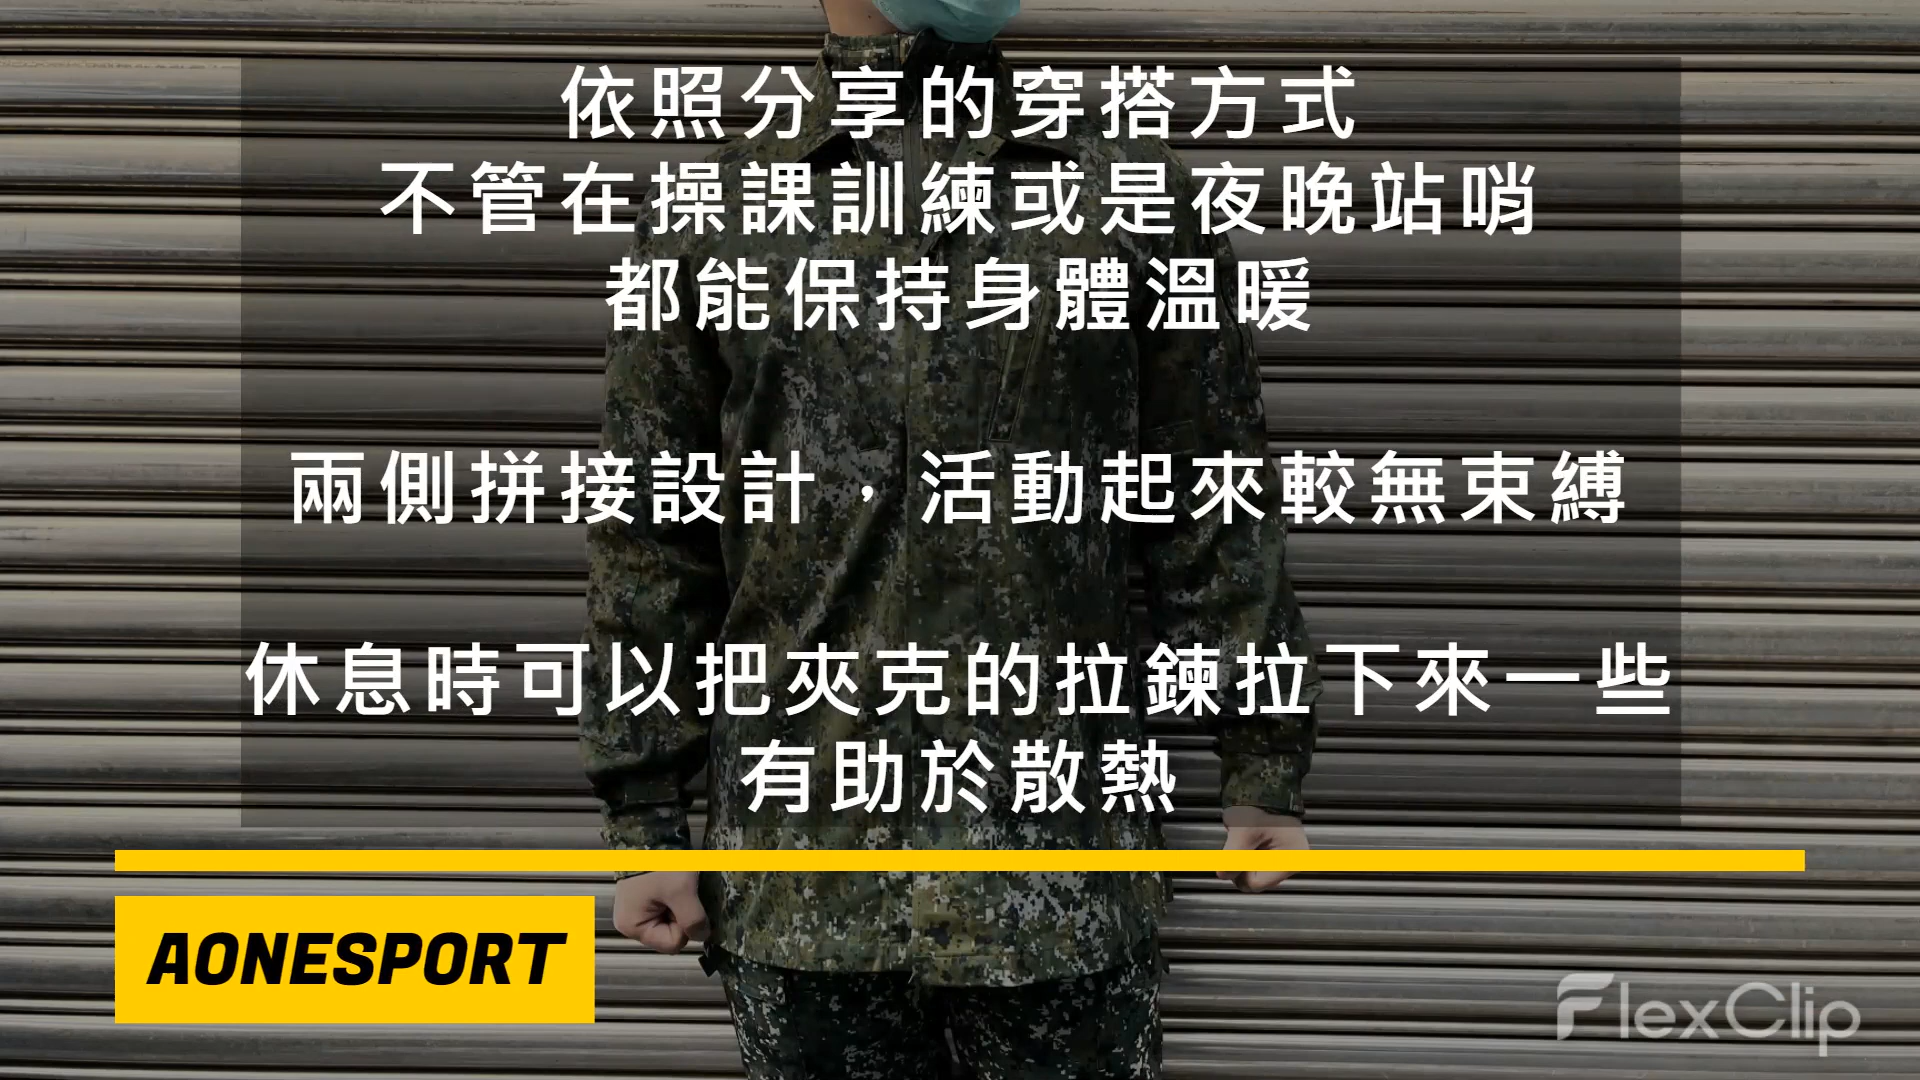 依照分享的穿搭方式
不管在操課訓練或是夜晚站哨
都能保持身體溫暖
兩側拼接設計，活動起來較無束縛
休息時可以把夾克的拉鍊拉下來一些
有助於散熱
AONESPORT
FlexClip